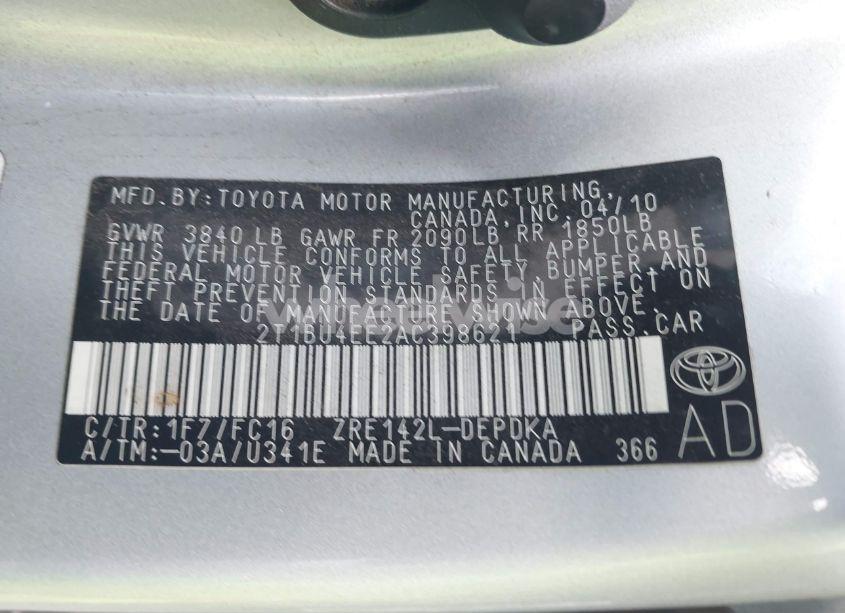 MFD. BY: TOYOTA MOTOR MANUFACTURING,
CANADA, INC. 04/10
GVWR 3840 LB GAWR FR 2090LB RR 1850LB
THIS VEHICLE CONFORMS TO ALL APPLICABLE
FEDERAL MOTOR VEHICLE SAFETY, BUMPER, AND
THEFT PREVENTION STANDARDS IN EFFECT ON
THE DATE OF MANUFACTURE SHOWN ABOVE.
2T1BU4EE2AC398621 PASS. CAR
C/TR: 1F7/FC16 ZRE142L-DEPDKA
A/TM: -03A/U341E MADE IN CANADA 366
AD